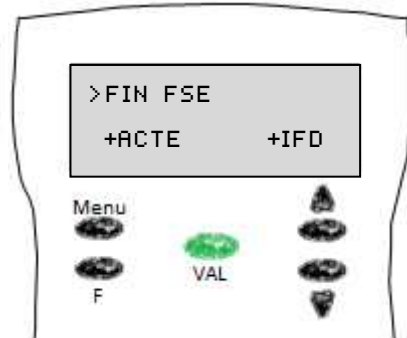 >FIN FSE
+ACTE +IFD
Menu
VAL
F